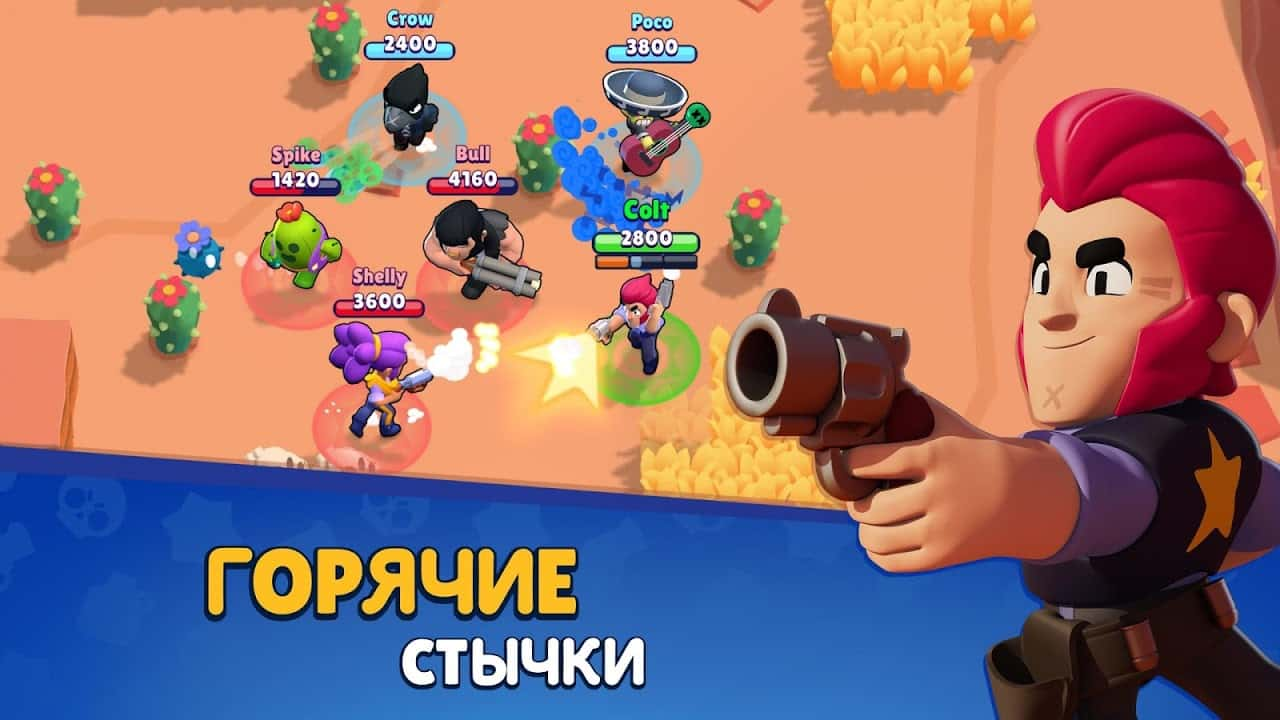 Crow
2400
Poco
3800
Spike
1420
Bull
4160
Colt
2800
Shelly
3600
ГОРЯЧИЕ
СТЫЧКИ